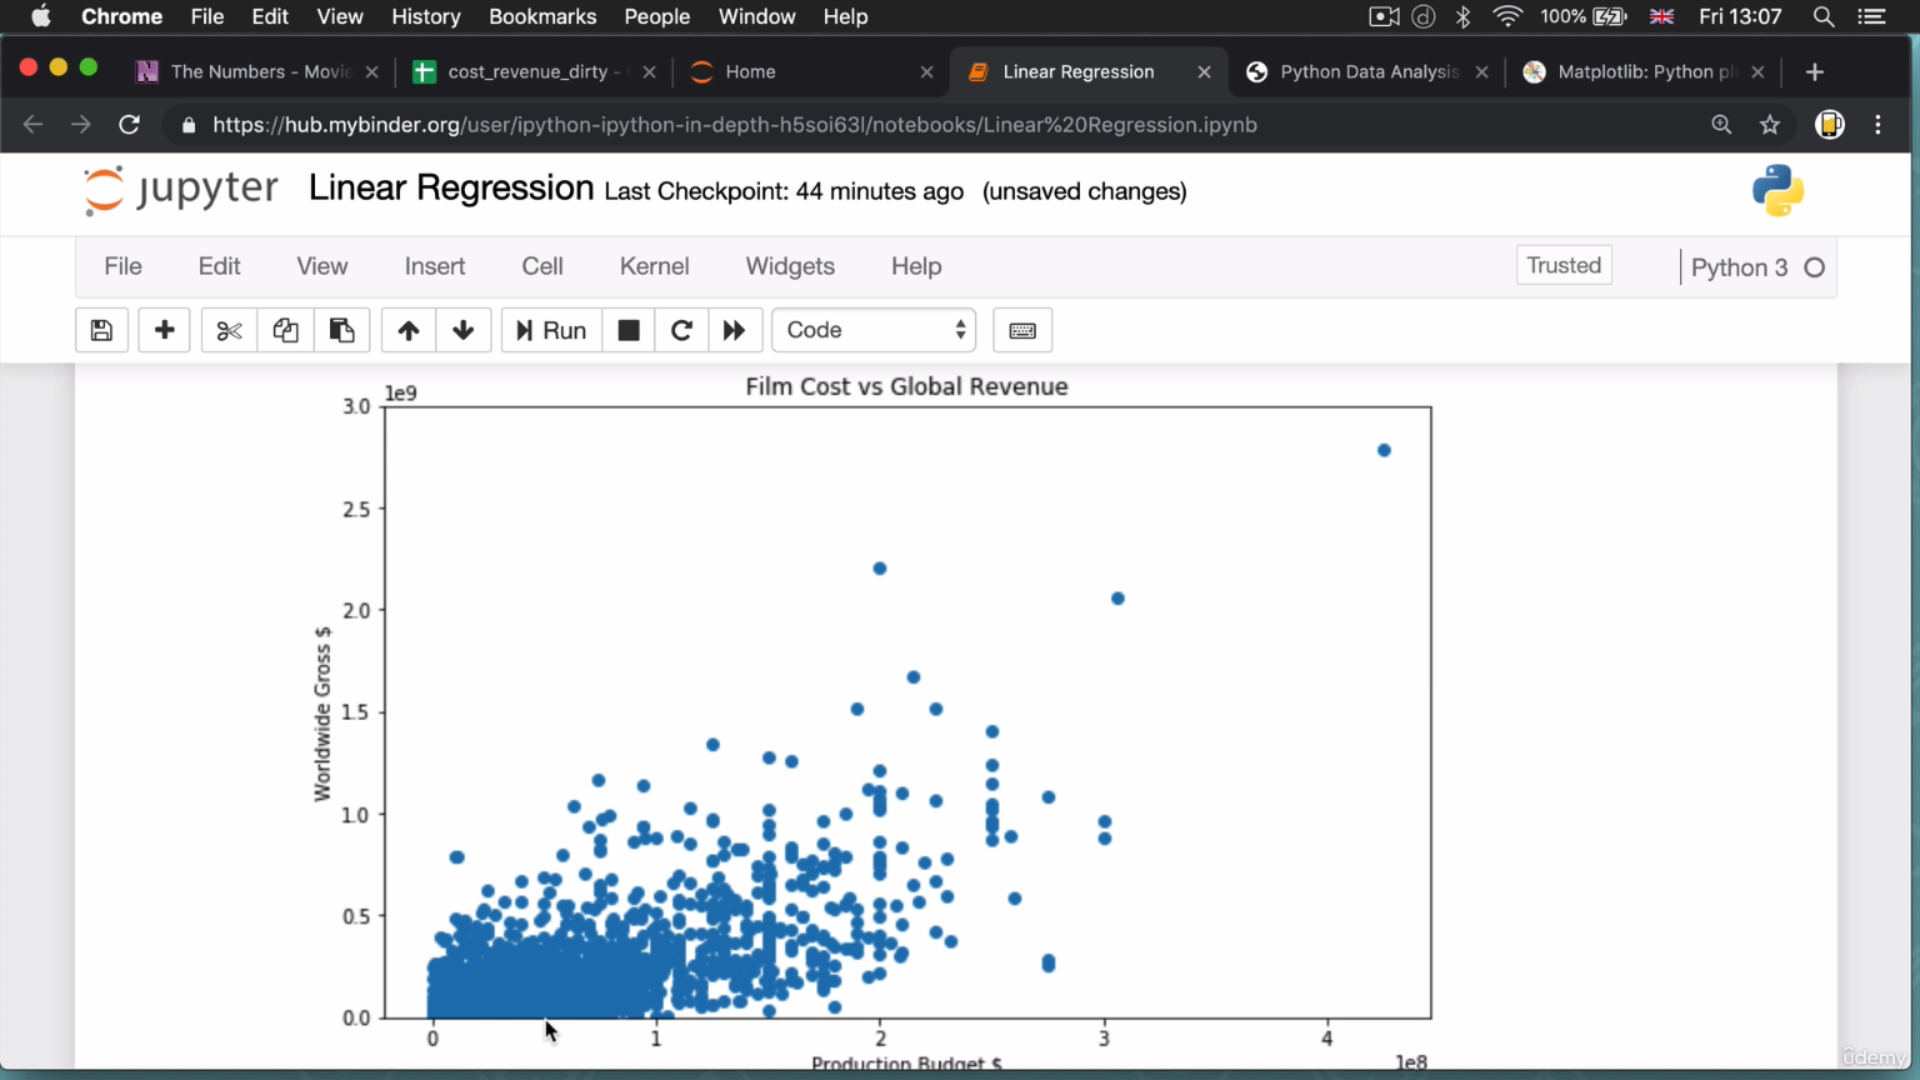 Chrome File Edit View History Bookmarks People Window Help 100% Fri 13:07
The Numbers - Movie cost_revenue_dirty - Home Linear Regression Python Data Analysis Matplotlib: Python pl
https://hub.mybinder.org/user/ipython-ipython-in-depth-h5soi63l/notebooks/Linear%20Regression.ipynb
jupyter Linear Regression Last Checkpoint: 44 minutes ago (unsaved changes)
File Edit View Insert Cell Kernel Widgets Help Trusted Python 3
Run Code
Film Cost vs Global Revenue
1e9
3.0
2.5
2.0
1.5
1.0
0.5
0.0
Worldwide Gross $
0 1 2 3 4
Production Budget $ 1e8
ûdemy